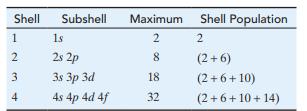 Shell Subshell Maximum Shell Population
1 1s 2 2
2 2s 2p 8 (2 + 6)
3 3s 3p 3d 18 (2 + 6 + 10)
4 4s 4p 4d 4f 32 (2 + 6 + 10 + 14)